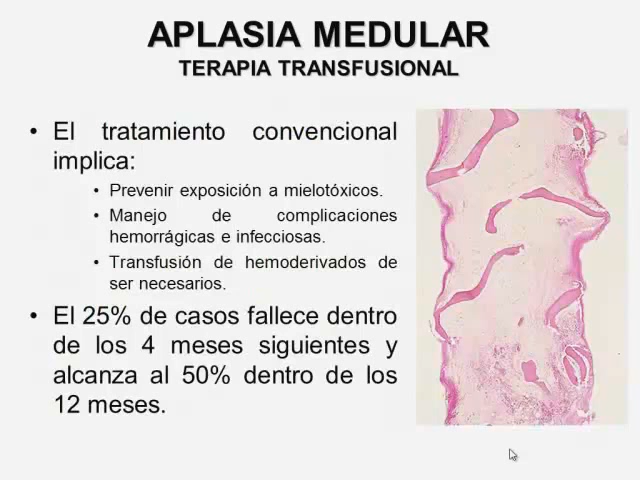 APLASIA MEDULAR
TERAPIA TRANSFUSIONAL
• El tratamiento convencional
implica:
• Prevenir exposición a mielotóxicos.
• Manejo de complicaciones
hemorrágicas e infecciosas.
• Transfusión de hemoderivados de
ser necesarios.
• El 25% de casos fallece dentro
de los 4 meses siguientes y
alcanza al 50% dentro de los
12 meses.